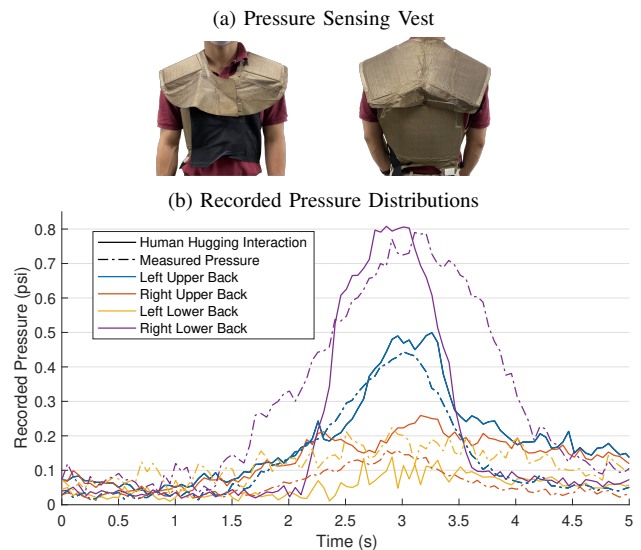 (a) Pressure Sensing Vest
(b) Recorded Pressure Distributions
Recorded Pressure (psi)
0.8
0.7
0.6
0.5
0.4
0.3
0.2
0.1
0
Human Hugging Interaction
Measured Pressure
Left Upper Back
Right Upper Back
Left Lower Back
Right Lower Back
0 0.5 1 1.5 2 2.5 3 3.5 4 4.5 5
Time (s)